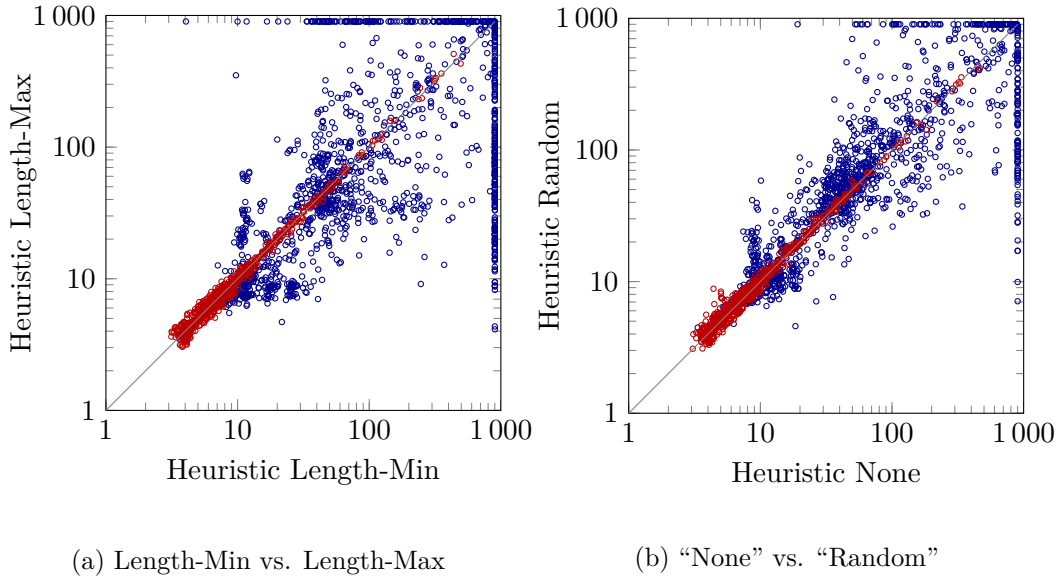 1 000
100
10
1
1
10
100
1 000
Heuristic Length-Max
Heuristic Length-Min
(a) Length-Min vs. Length-Max
1 000
100
10
1
1
10
100
1 000
Heuristic Random
Heuristic None
(b) “None” vs. “Random”